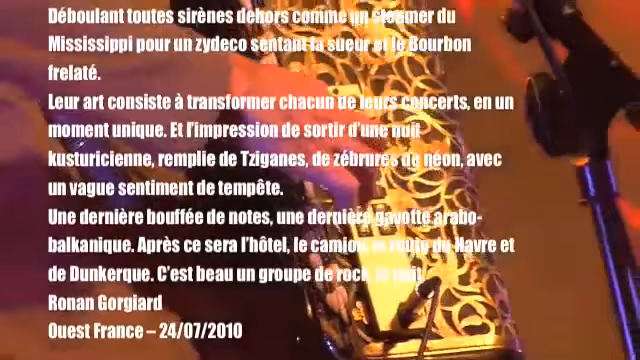 Déboulant toutes sirènes dehors comme un steamer du
Mississippi pour un zydeco sentant la sueur et le Bourbon
frelaté.
Leur art consiste à transformer chacun de leurs concerts, en un
moment unique. Et l'impression de sortir d'une nuit
kusturicienne, remplie de Tziganes, de zébrures de néon, avec
un vague sentiment de tempête.
Une dernière bouffée de notes, une dernière gavotte arabo-
balkanique. Après ce sera l'hôtel, le camion, la route du Havre et
de Dunkerque. C'est beau un groupe de rock, la nuit.
Ronan Gorgiard
Ouest France – 24/07/2010